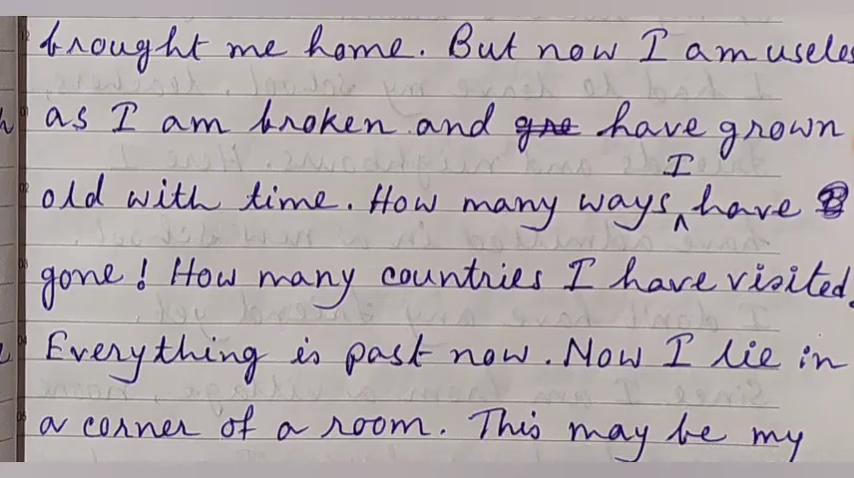 brought me home. But now I am useles
as I am broken and gre have grown
old with time. How many ways I have
gone! How many countries I have visited.
Everything is past now. Now I lie in
a corner of a room. This may be my